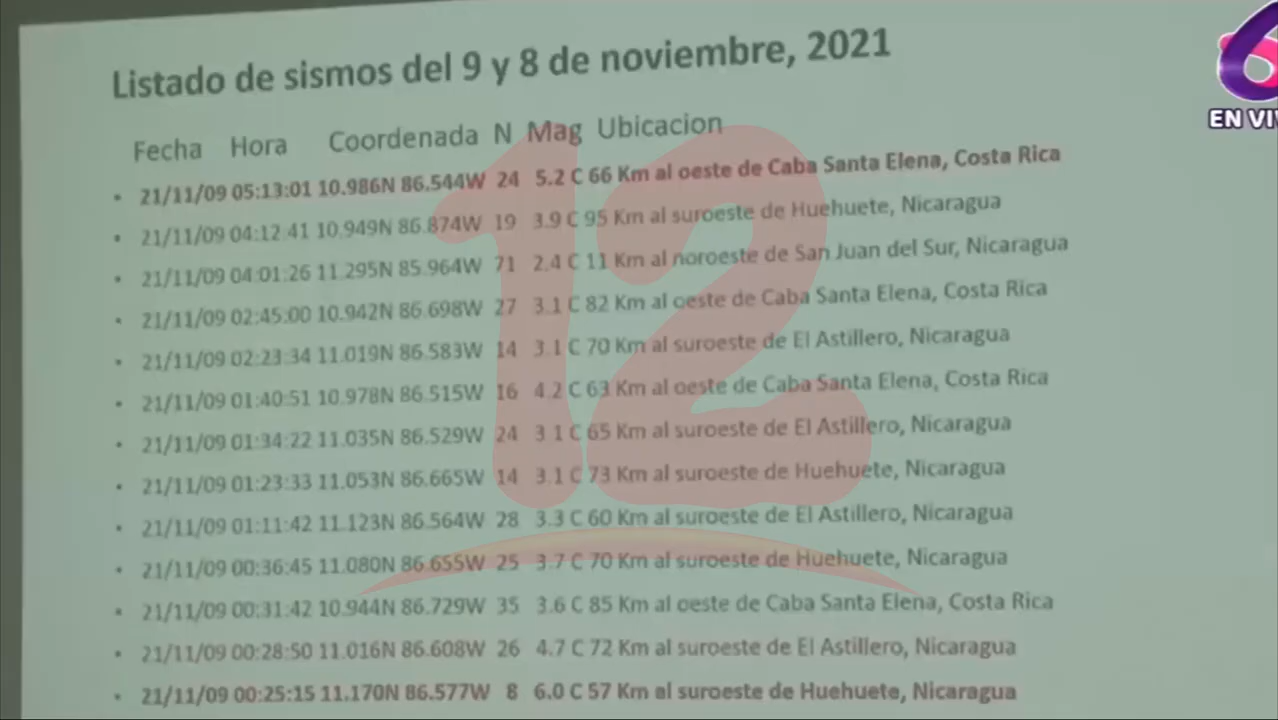 Listado de sismos del 9 y 8 de noviembre, 2021
6
EN VIV
Fecha Hora Coordenada N Mag Ubicacion
• 21/11/09 05:13:01 10.986N 86.544W 24 5.2 C 66 Km al oeste de Caba Santa Elena, Costa Rica
• 21/11/09 04:12:41 10.949N 86.874W 19 3.9 C 95 Km al suroeste de Huehuete, Nicaragua
• 21/11/09 04:01:26 11.295N 85.964W 71 2.4 C 11 Km al noroeste de San Juan del Sur, Nicaragua
• 21/11/09 02:45:00 10.942N 86.698W 27 3.1 C 82 Km al oeste de Caba Santa Elena, Costa Rica
• 21/11/09 02:23:34 11.019N 86.583W 14 3.1 C 70 Km al suroeste de El Astillero, Nicaragua
• 21/11/09 01:40:51 10.978N 86.515W 16 4.2 C 63 Km al oeste de Caba Santa Elena, Costa Rica
• 21/11/09 01:34:22 11.035N 86.529W 24 3.1 C 65 Km al suroeste de El Astillero, Nicaragua
• 21/11/09 01:23:33 11.053N 86.665W 14 3.1 C 73 Km al suroeste de Huehuete, Nicaragua
• 21/11/09 01:11:42 11.123N 86.564W 28 3.3 C 60 Km al suroeste de El Astillero, Nicaragua
• 21/11/09 00:36:45 11.080N 86.655W 25 3.7 C 70 Km al suroeste de Huehuete, Nicaragua
• 21/11/09 00:31:42 10.944N 86.729W 35 3.6 C 85 Km al oeste de Caba Santa Elena, Costa Rica
• 21/11/09 00:28:50 11.016N 86.608W 26 4.7 C 72 Km al suroeste de El Astillero, Nicaragua
• 21/11/09 00:25:15 11.170N 86.577W 8 6.0 C 57 Km al suroeste de Huehuete, Nicaragua
12